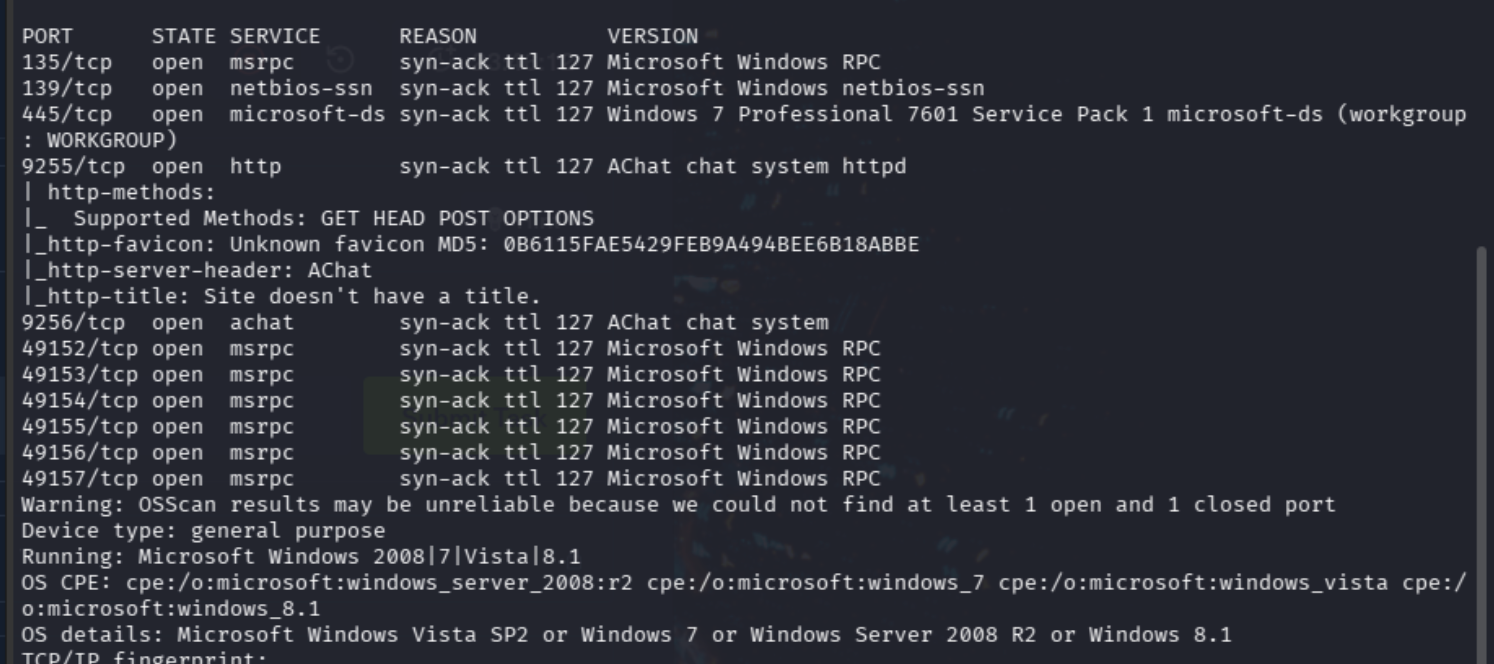 PORT      STATE SERVICE      REASON          VERSION
135/tcp   open  msrpc        syn-ack ttl 127 Microsoft Windows RPC
139/tcp   open  netbios-ssn  syn-ack ttl 127 Microsoft Windows netbios-ssn
445/tcp   open  microsoft-ds syn-ack ttl 127 Windows 7 Professional 7601 Service Pack 1 microsoft-ds (workgroup
: WORKGROUP)
9255/tcp  open  http         syn-ack ttl 127 AChat chat system httpd
| http-methods:
|_  Supported Methods: GET HEAD POST OPTIONS
|_http-favicon: Unknown favicon MD5: 0B6115FAE5429FEB9A494BEE6B18ABBE
|_http-server-header: AChat
|_http-title: Site doesn't have a title.
9256/tcp  open  achat        syn-ack ttl 127 AChat chat system
49152/tcp open  msrpc        syn-ack ttl 127 Microsoft Windows RPC
49153/tcp open  msrpc        syn-ack ttl 127 Microsoft Windows RPC
49154/tcp open  msrpc        syn-ack ttl 127 Microsoft Windows RPC
49155/tcp open  msrpc        syn-ack ttl 127 Microsoft Windows RPC
49156/tcp open  msrpc        syn-ack ttl 127 Microsoft Windows RPC
49157/tcp open  msrpc        syn-ack ttl 127 Microsoft Windows RPC
Warning: OSScan results may be unreliable because we could not find at least 1 open and 1 closed port
Device type: general purpose
Running: Microsoft Windows 2008|7|Vista|8.1
OS CPE: cpe:/o:microsoft:windows_server_2008:r2 cpe:/o:microsoft:windows_7 cpe:/o:microsoft:windows_vista cpe:/
o:microsoft:windows_8.1
OS details: Microsoft Windows Vista SP2 or Windows 7 or Windows Server 2008 R2 or Windows 8.1
TCP/IP fingerprint: